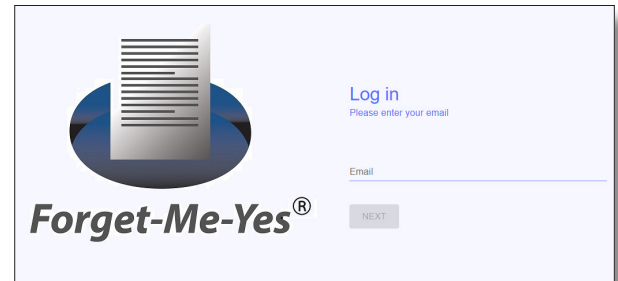 Forget-Me-Yes®
Log in
Please enter your email
Email
NEXT